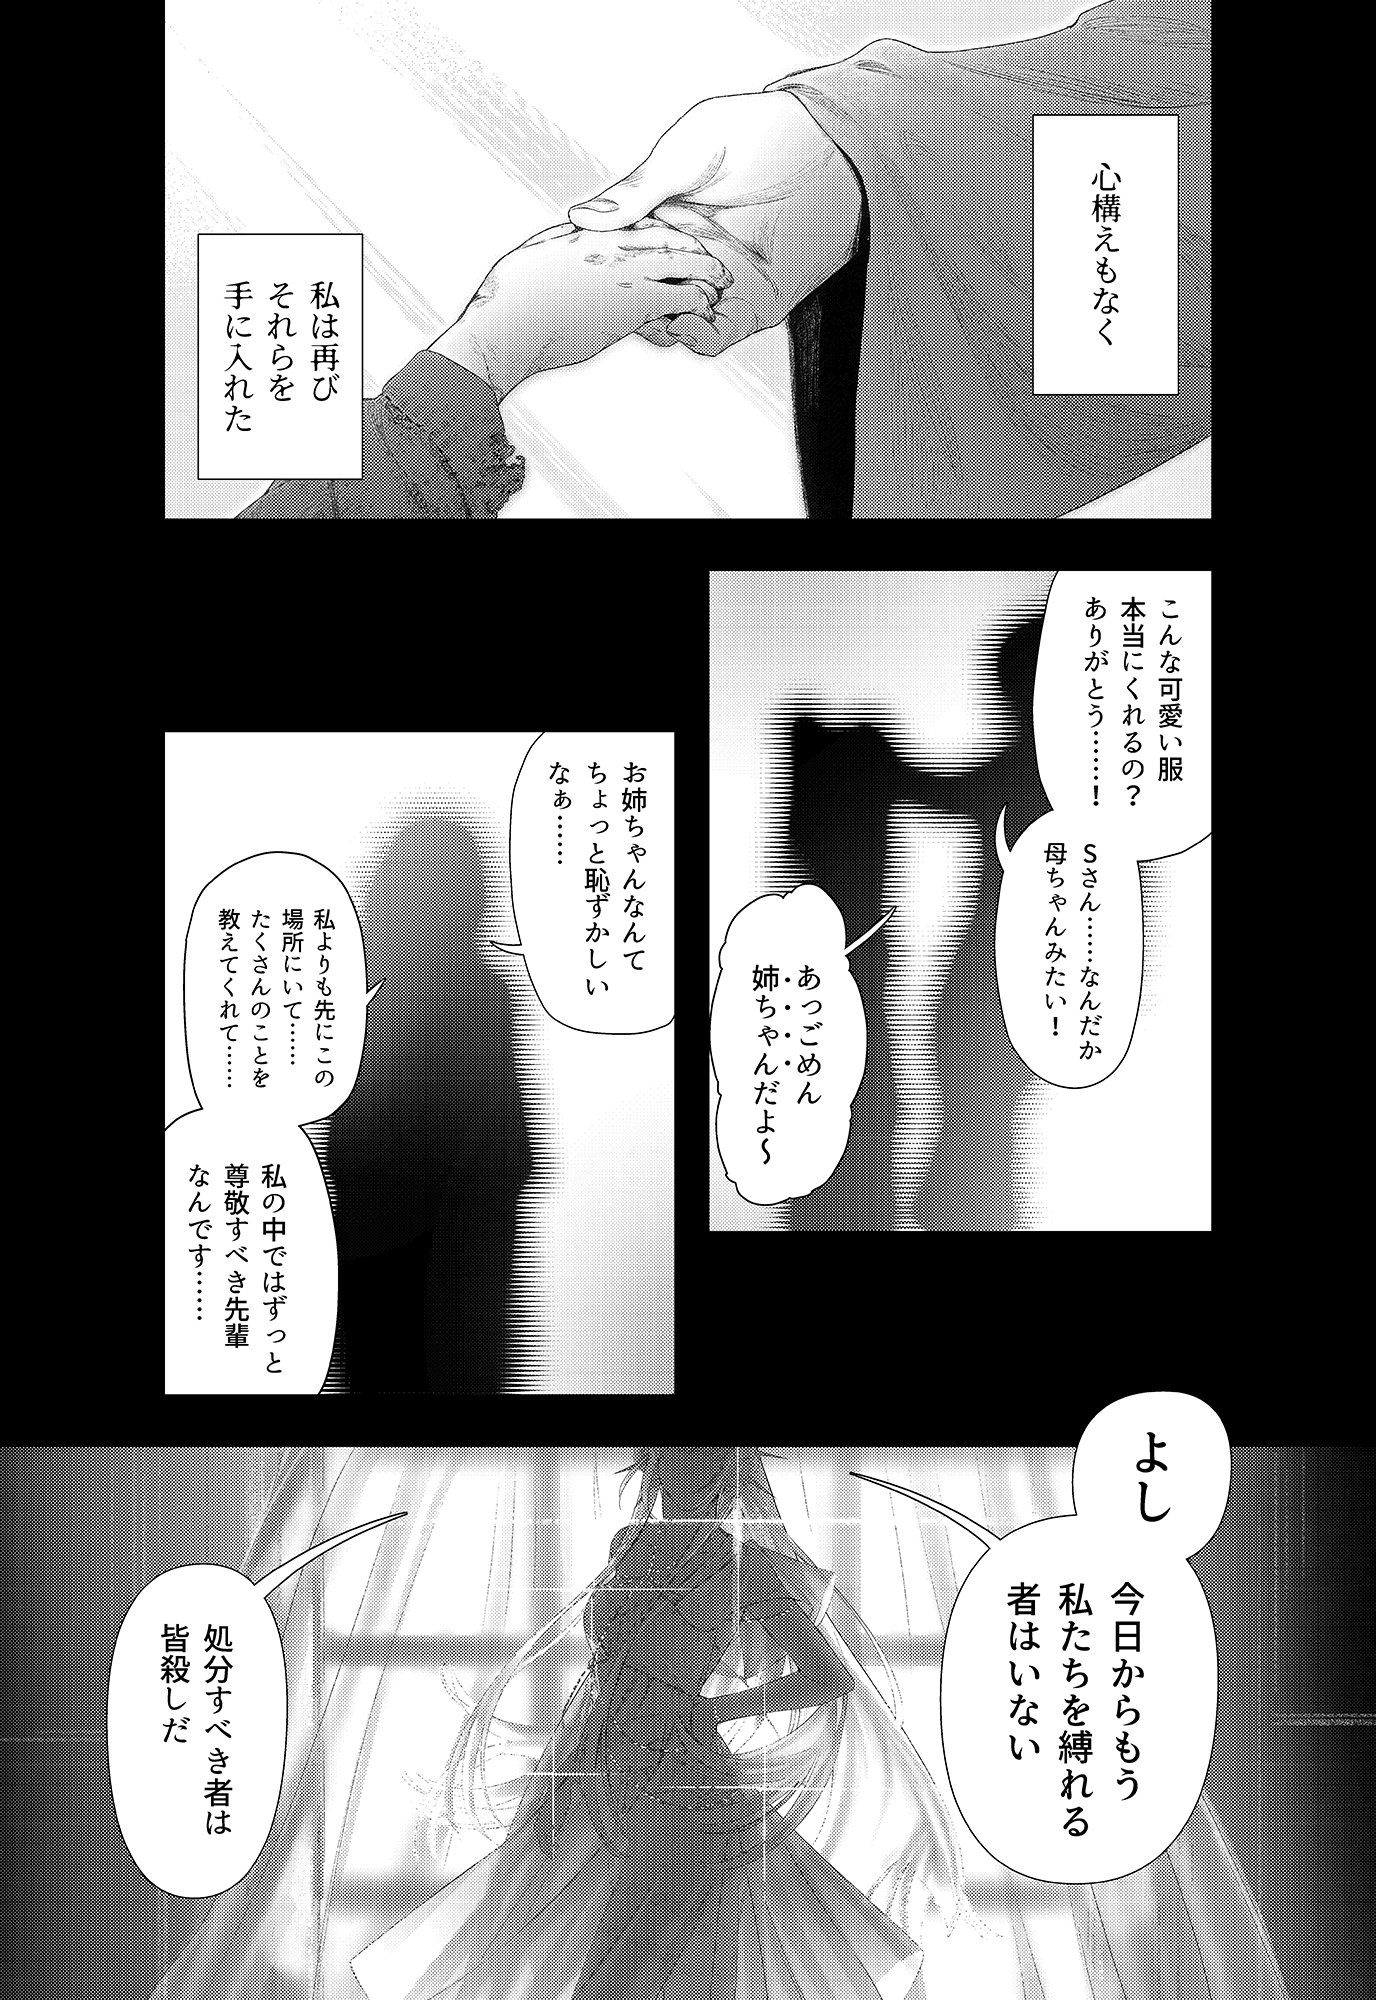 心構えもなく
私は再び
それらを
手に入れた
こんな可愛い服
本当にくれるの？
ありがとう……！
Sさん……なんだか
母ちゃんみたい！
あっごめん
姉ちゃんだよ～
お姉ちゃんなんて
ちょっと恥ずかしい
なぁ……
私よりも先にこの
場所にいて……
たくさんのことを
教えてくれて……
私の中ではずっと
尊敬すべき先輩
なんです……
よし
今日からもう
私たちを縛れる
者はいない
処分すべき者は
皆殺しだ